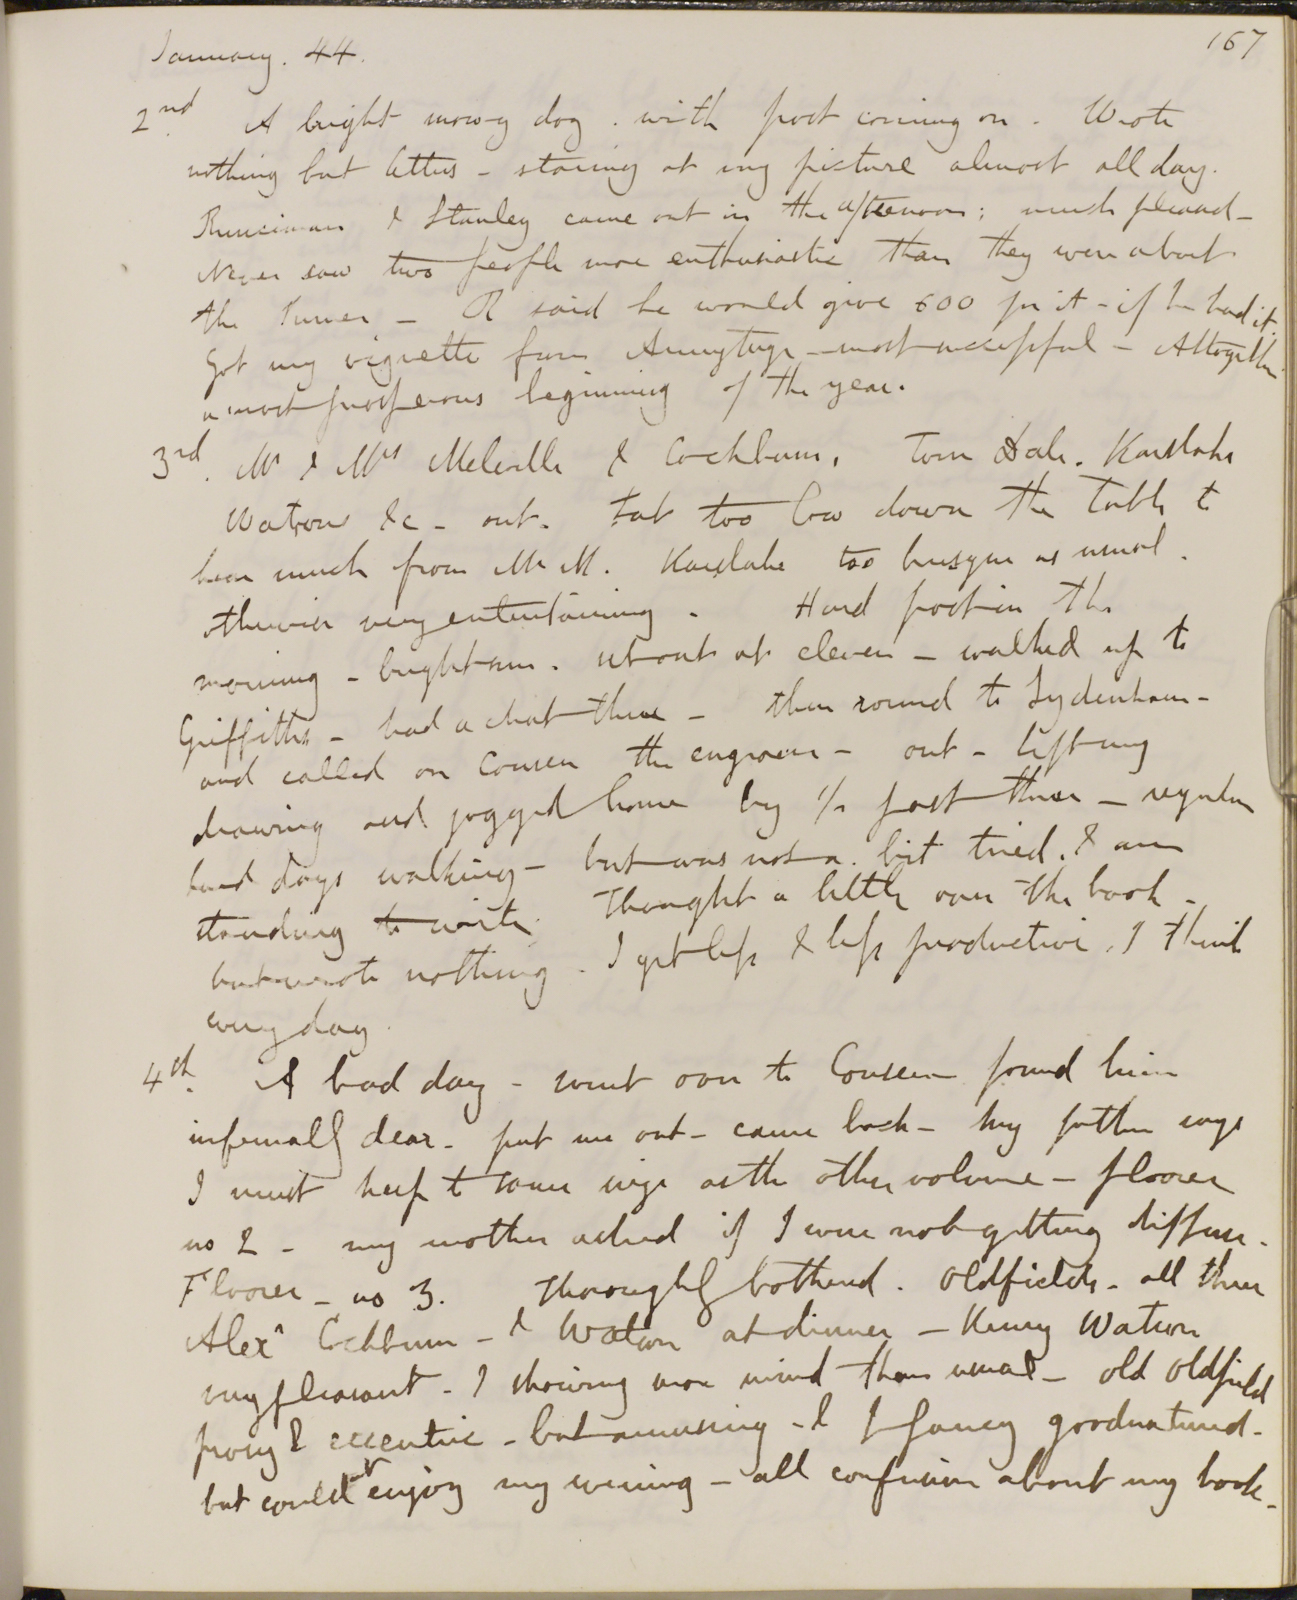 January. 44.
167
2nd. A bright snowy day. with frost coming on. Wrote
nothing but letters - staring at my picture almost all day.
Runciman & Stanley came out in the afternoon; much pleased -
Never saw two people more enthusiastic than they were about
the Turner - R said he would give 600 for it - if he had it.
Got my vignette from Armytage - most successful - Altogether
a most prosperous beginning of the year.
3rd. Mr & Mrs Melville & Cockburn, Tom Dale. Karslake
Watson &c - out. Sat too low down the table to
hear much from Mr M. Karslake too brusque as usual.
otherwise very entertaining. Hard frost in the
morning - bright sun. Set out at eleven - walked up to
Griffiths - had a chat there - then round to Sydenham -
and called on Cousen the engraver - out - left my
drawing and jogged home by 1/2 past three - regular
hard days walking - but was not a bit tired. & am
standing to write. Thought a little over the book -
but wrote nothing. I get less & less productive, I think
every day.
4th. A bad day - went over to Cousen found him
infernally dear - put me out - came back - my father says
I must keep to same size as the other volume - floorer
no 2 - my mother asked if I were not getting diffuse.
Floorer - no 3. Thoroughly bothered. Oldfields - all three
Alexr Cockburn - & Watson at dinner - Henry Watson
very pleasant - I showing more mind than usual - old Oldfield
prosy & eccentric - but amusing - & I fancy goodnatured.
but couldnt enjoy my evening - all confusion about my book -